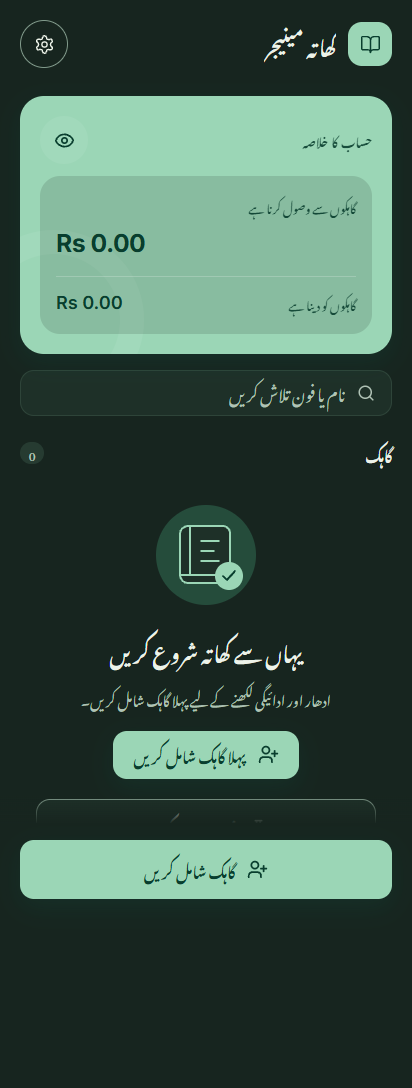 کھاتہ مینیجر
حساب کا خلاصہ
گاہکوں سے وصول کرنا ہے
Rs 0.00
گاہکوں کو دینا ہے
Rs 0.00
نام یا فون تلاش کریں
گاہک
0
یہاں سے کھاتہ شروع کریں
ادھار اور ادائیگی لکھنے کے لیے پہلا گاہک شامل کریں۔
پہلا گاہک شامل کریں
گاہک شامل کریں